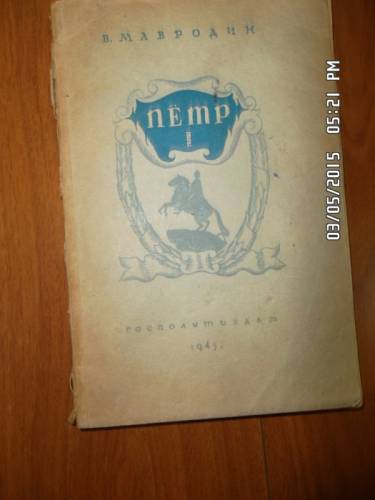 В. МАВРОДИН
ПЁТР
I
ГОСПОЛИТИЗДАТ
1945
03/05/2015 05:21 PM